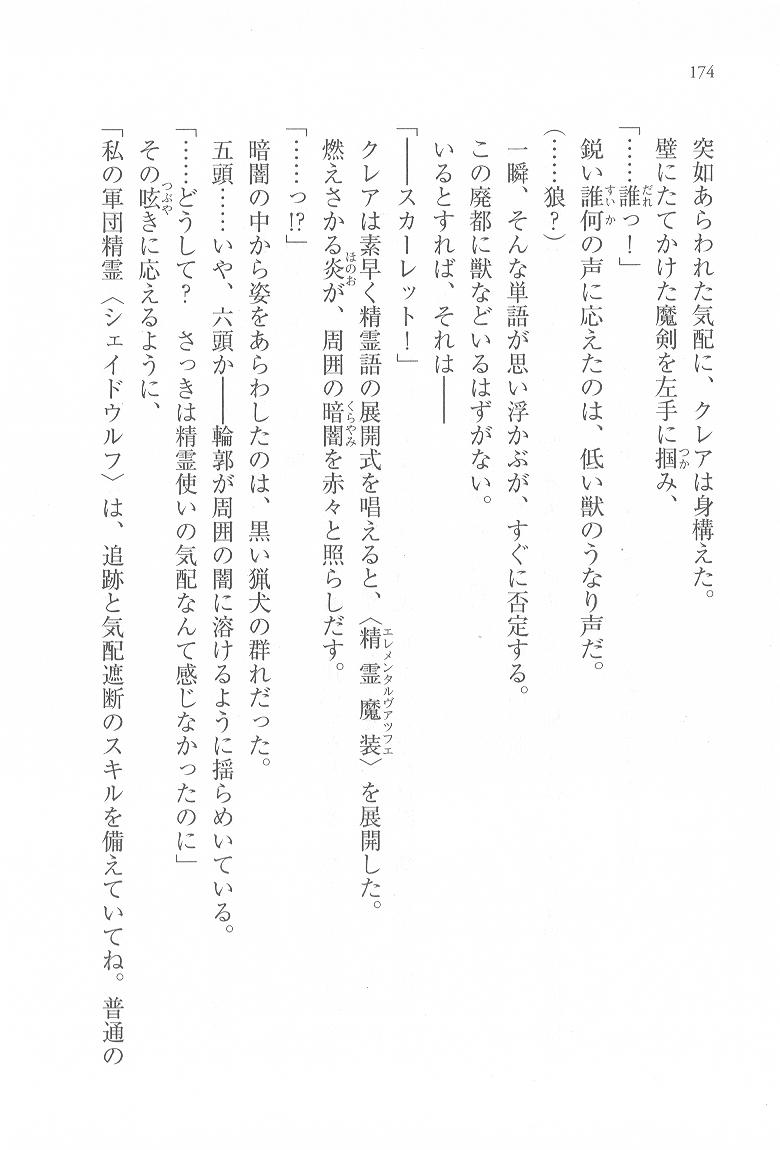 174
突如あらわれた気配に、クレアは身構えた。
壁にたてかけた魔剣を左手に掴み、
「……誰っ！」
鋭い誰何の声に応えたのは、低い獣のうなり声だ。
（……狼？）
一瞬、そんな単語が思い浮かぶが、すぐに否定する。
この廃都に獣などいるはずがない。
いるとすれば、それは――
「――スカーレット！」
クレアは素早く精霊語の展開式を唱えると、〈精霊魔装〉を展開した。
燃えさかる炎が、周囲の暗闇を赤々と照らしだす。
「……っ!?」
暗闇の中から姿をあらわしたのは、黒い猟犬の群れだった。
五頭……いや、六頭か――輪郭が周囲の闇に溶けるように揺らめいている。
「……どうして？　さっきは精霊使いの気配なんて感じなかったのに」
その呟きに応えるように、
「私の軍団精霊〈シェイドウルフ〉は、追跡と気配遮断のスキルを備えていてね。普通の